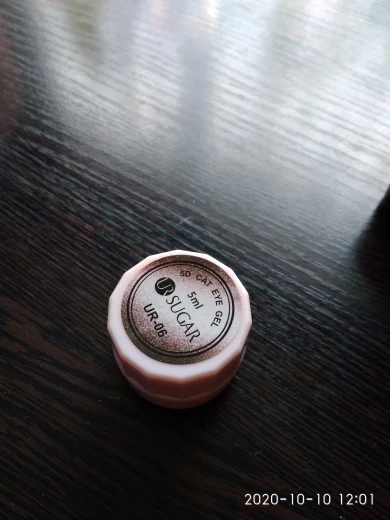 5D CAT EYE GEL
5ml
UR SUGAR
UR-06
2020-10-10 12:01